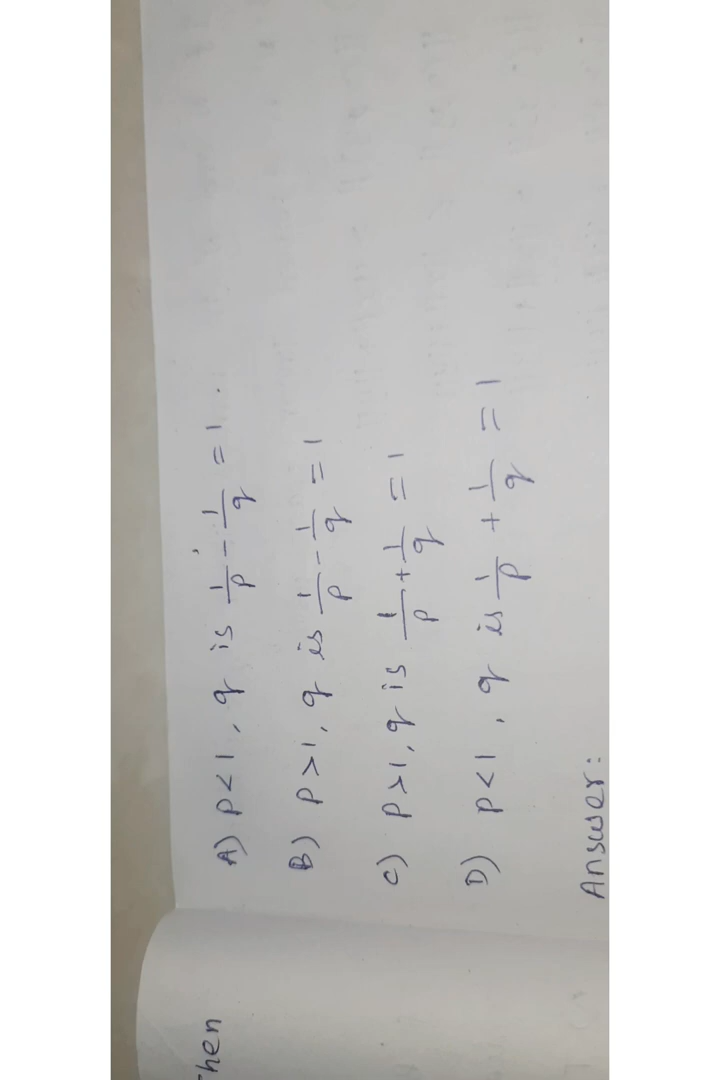 Then
A) P<1, q is 1/P - 1/q = 1.
B) P>1, q is 1/P - 1/q = 1
C) P>1, q is 1/P + 1/q = 1
D) P<1, q is 1/P + 1/q = 1
Answer: